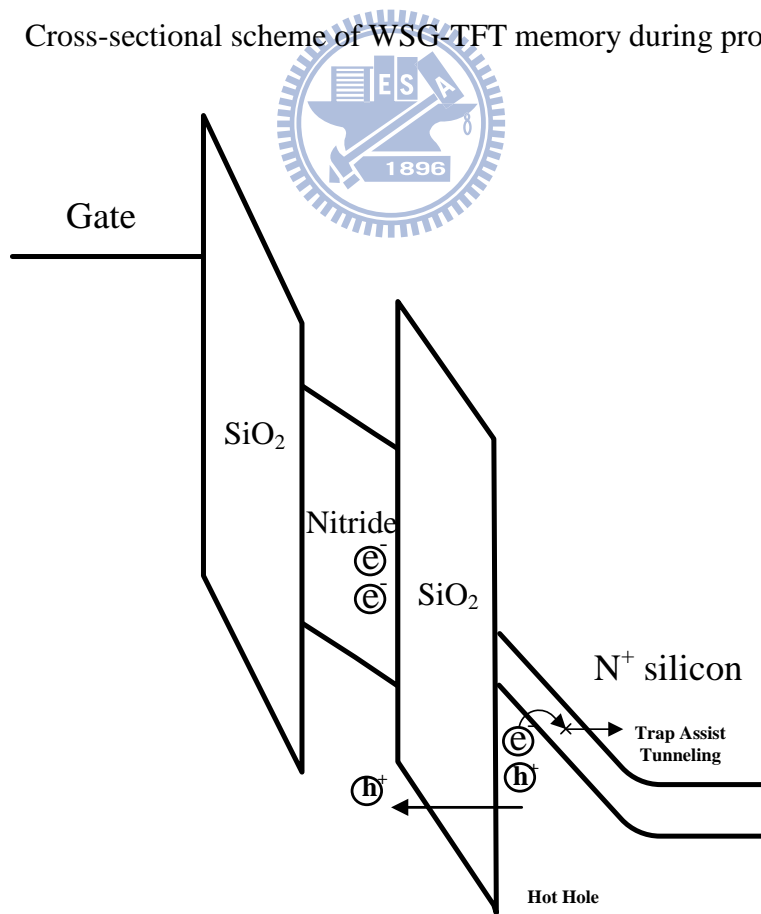 Cross-sectional scheme of WSG-TFT memory during pro
E S A
1896
Gate
SiO₂
Nitride
e⁻
e⁻
SiO₂
N⁺ silicon
e⁻
Trap Assist
Tunneling
h⁺
h⁺
Hot Hole